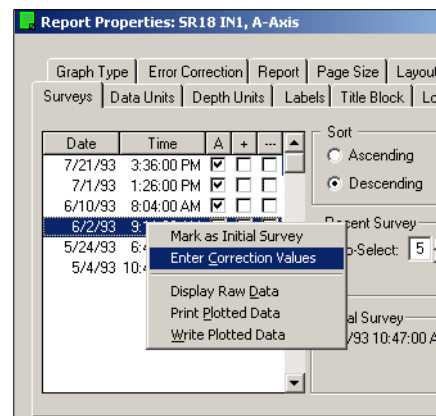 Report Properties: SR18 IN1, A-Axis
Graph Type Error Correction Report Page Size Layout
Surveys Data Units Depth Units Labels Title Block
Date Time A + ---
7/21/93 3:36:00 PM
7/1/93 1:26:00 PM
6/10/93 8:04:00 AM
6/2/93
5/24/93
5/4/93
Sort
Ascending
Descending
Survey
-Select: 5
Survey
/93 10:47:00
Mark as Initial Survey
Enter Correction Values
Display Raw Data
Print Plotted Data
Write Plotted Data